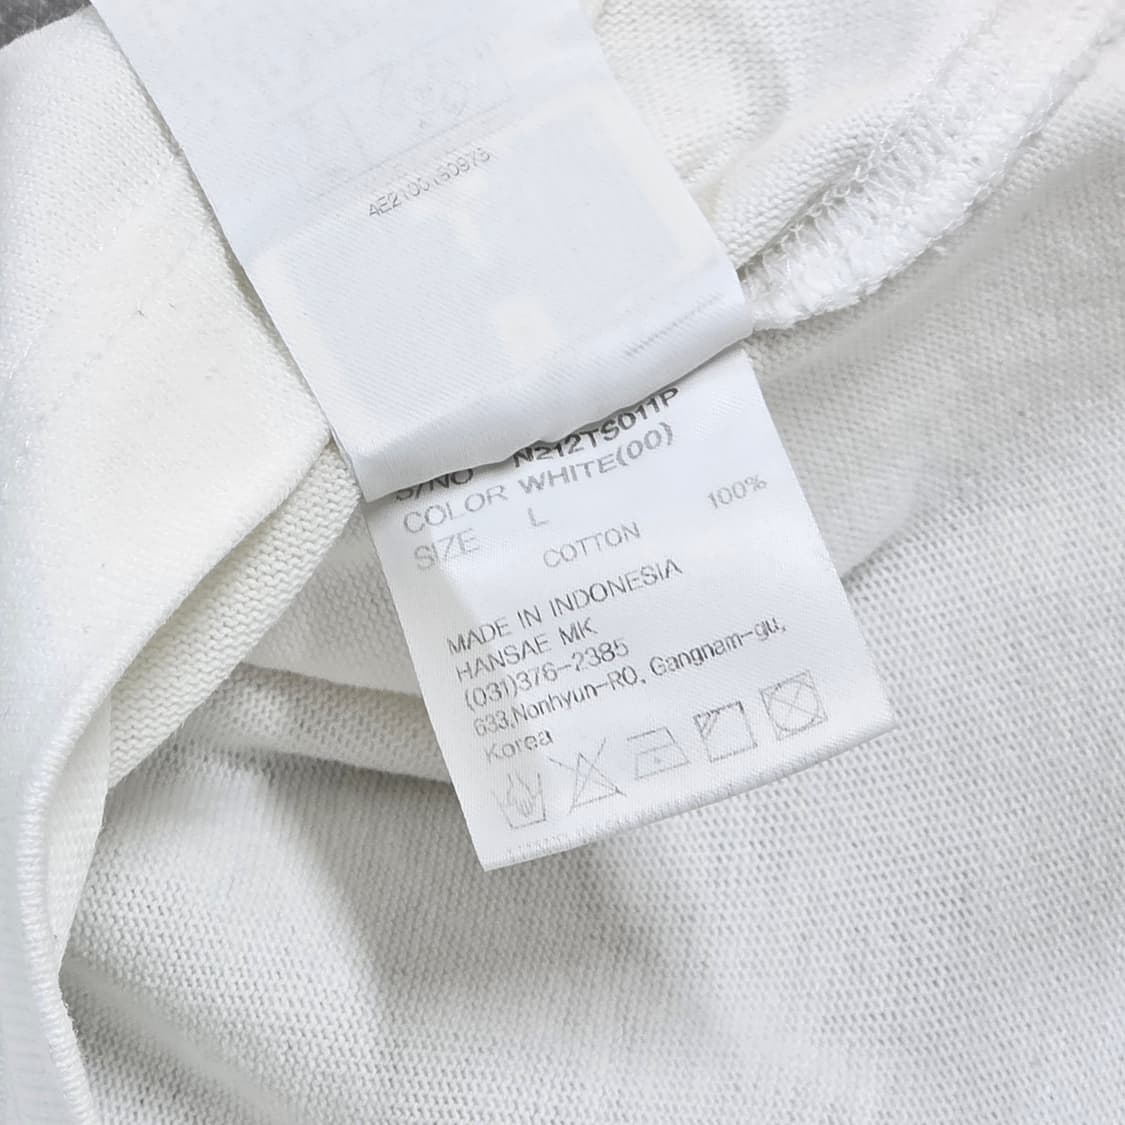 S/NO N212TS011P
COLOR WHITE(00)
SIZE L
COTTON 100%
MADE IN INDONESIA
HANSAE MK
(031)376-2385
633,Nonhyun-RO, Gangnam-gu,
Korea